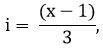 i = (x − 1)/3,